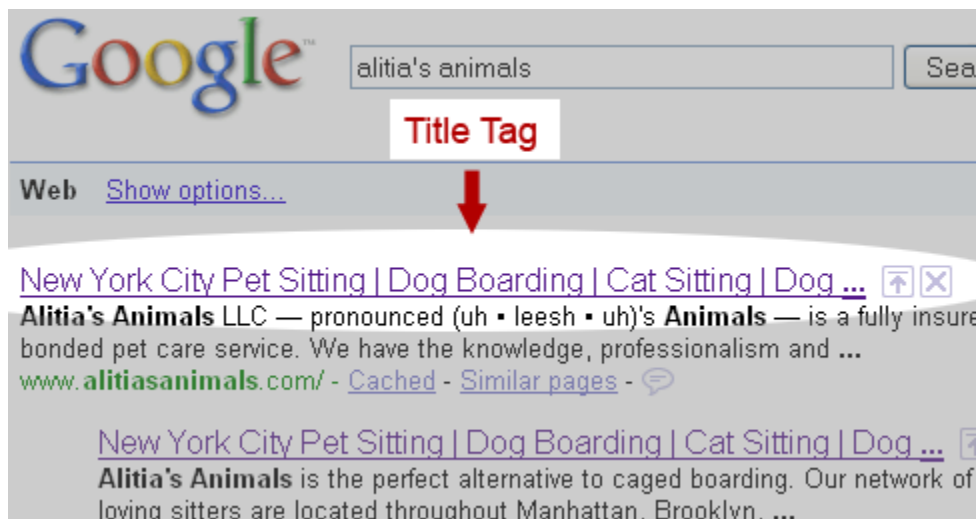 Google™
alitia's animals
Title Tag
Web Show options...
New York City Pet Sitting | Dog Boarding | Cat Sitting | Dog ...
Alitia's Animals LLC — pronounced (uh ▪ leesh ▪ uh)'s Animals — is a fully
bonded pet care service. We have the knowledge, professionalism and ...
www.alitiasanimals.com/ - Cached - Similar pages -
New York City Pet Sitting | Dog Boarding | Cat Sitting | Dog ...
Alitia's Animals is the perfect alternative to caged boarding. Our network of
loving sitters are located throughout Manhattan, Brooklyn, ...